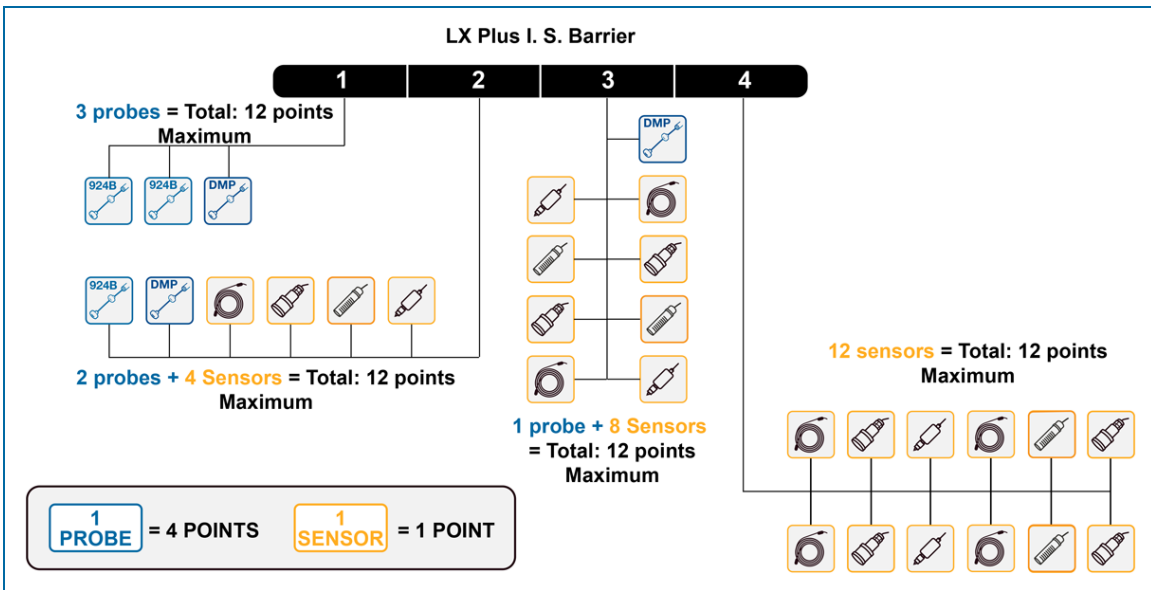 LX Plus I. S. Barrier
1 2 3 4
3 probes = Total: 12 points
Maximum
924B 924B DMP
924B DMP
2 probes + 4 Sensors = Total: 12 points
Maximum
DMP
1 probe + 8 Sensors
= Total: 12 points
Maximum
12 sensors = Total: 12 points
Maximum
1
PROBE = 4 POINTS
1
SENSOR = 1 POINT